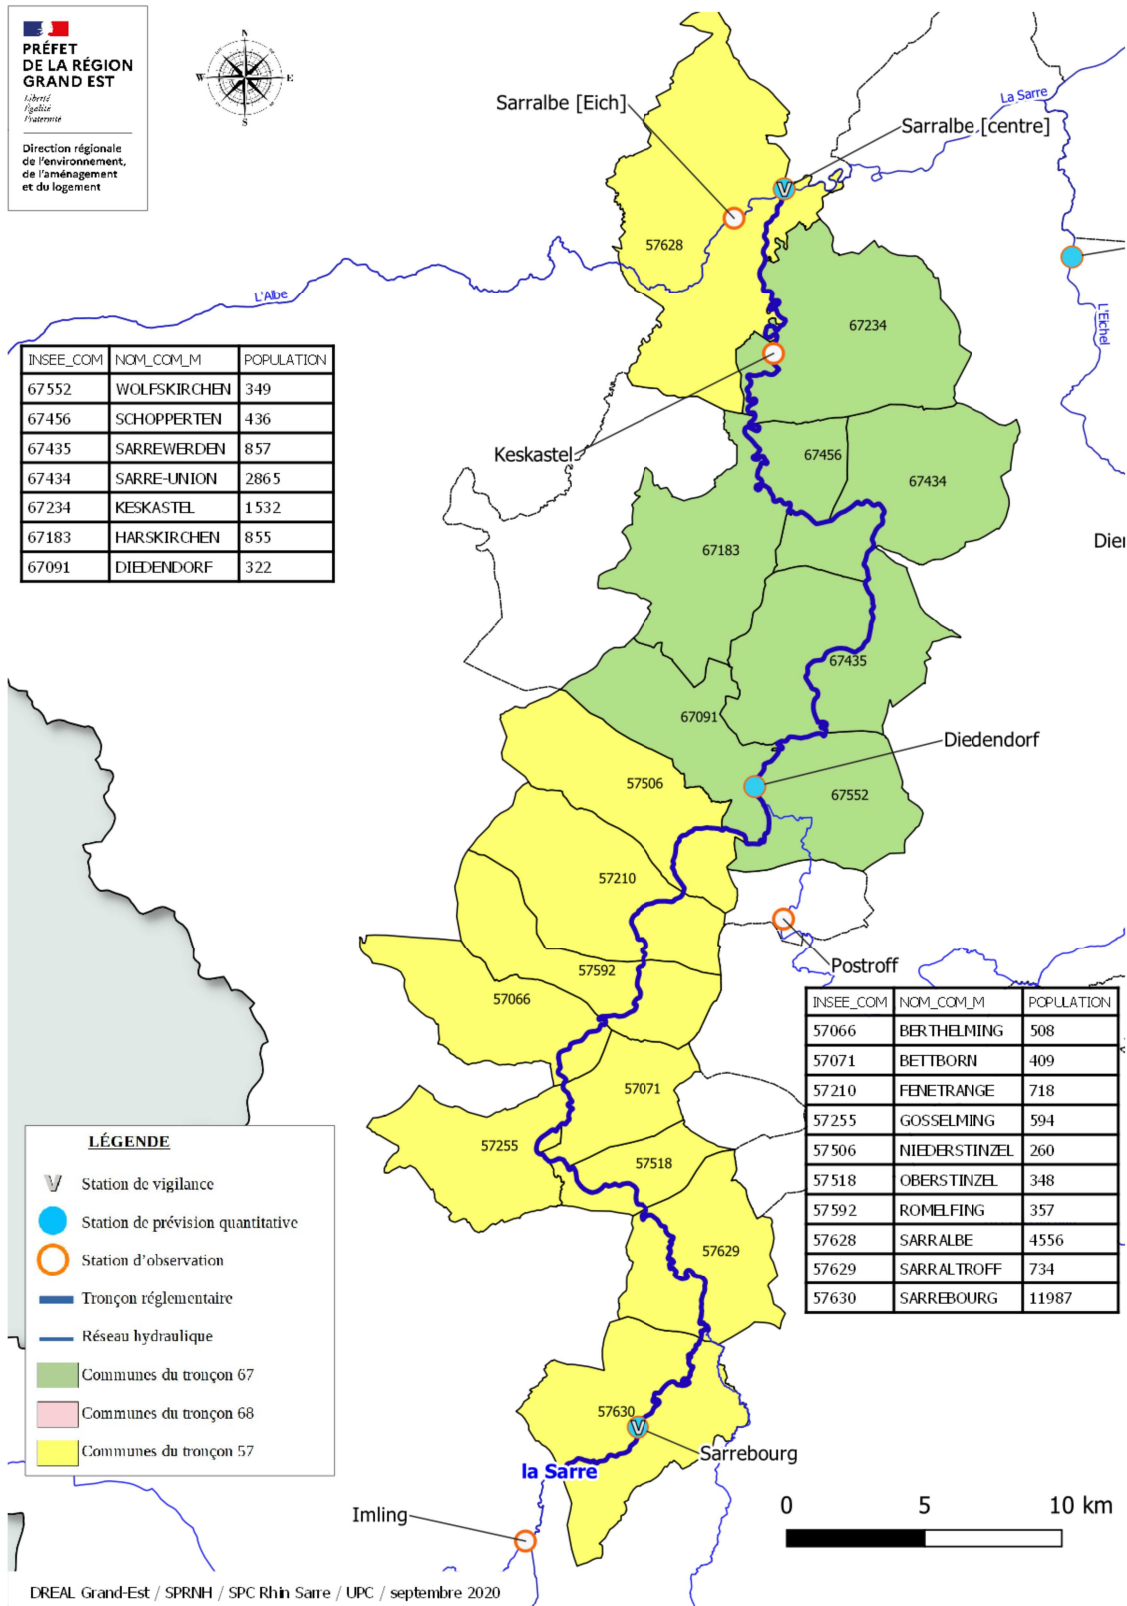 PRÉFET
DE LA RÉGION
GRAND EST
Liberté
Égalité
Fraternité
Direction régionale
de l'environnement,
de l'aménagement
et du logement
N
W E
S
Sarralbe [Eich]
La Sarre
Sarralbe [centre]
57628
L'Albe
67234
L'Eichel
INSEE_COM NOM_COM_M POPULATION
67552 WOLFSKIRCHEN 349
67456 SCHOPPERTEN 436
67435 SARREWERDEN 857
67434 SARRE-UNION 2865
67234 KESKASTEL 1532
67183 HARSKIRCHEN 855
67091 DIEDENDORF 322
Keskastel
67456
67434
67183
Dier
67435
67091
Diedendorf
57506
67552
57210
Postroff
57592
57066
57071
57255
57518
57629
INSEE_COM NOM_COM_M POPULATION
57066 BERTHELMING 508
57071 BETTBORN 409
57210 FENETRANGE 718
57255 GOSSELMING 594
57506 NIEDERSTINZEL 260
57518 OBERSTINZEL 348
57592 ROMELFING 357
57628 SARRALBE 4556
57629 SARRALTROFF 734
57630 SARREBOURG 11987
LÉGENDE
V Station de vigilance
Station de prévision quantitative
Station d'observation
Tronçon réglementaire
Réseau hydraulique
Communes du tronçon 67
Communes du tronçon 68
Communes du tronçon 57
57630
V
Sarrebourg
la Sarre
Imling
0 5 10 km
DREAL Grand-Est / SPRNH / SPC Rhin Sarre / UPC / septembre 2020